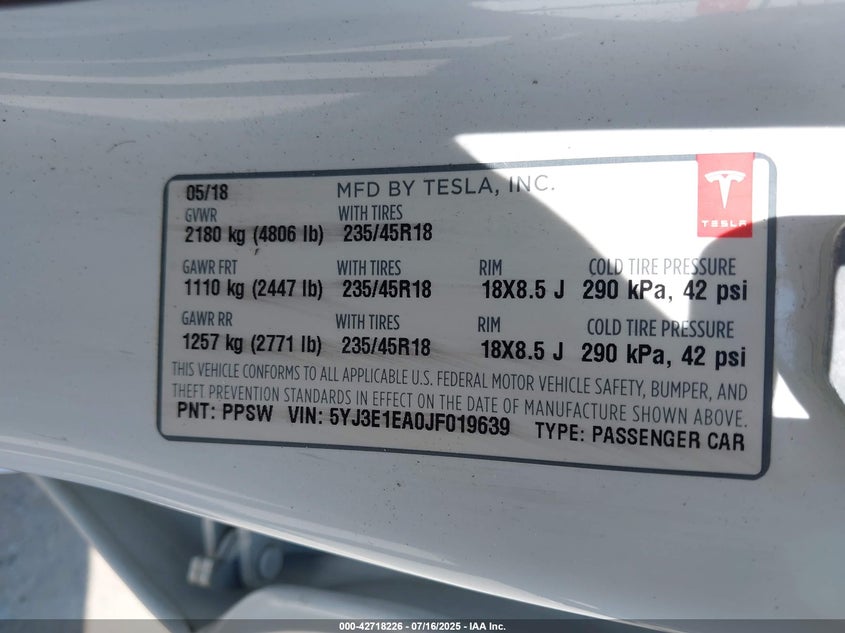 05/18 MFD BY TESLA, INC.
GVWR WITH TIRES
2180 kg (4806 lb) 235/45R18
TESLA
GAWR FRT WITH TIRES RIM COLD TIRE PRESSURE
1110 kg (2447 lb) 235/45R18 18X8.5 J 290 kPa, 42 psi
GAWR RR WITH TIRES RIM COLD TIRE PRESSURE
1257 kg (2771 lb) 235/45R18 18X8.5 J 290 kPa, 42 psi
THIS VEHICLE CONFORMS TO ALL APPLICABLE U.S. FEDERAL MOTOR VEHICLE SAFETY, BUMPER, AND
THEFT PREVENTION STANDARDS IN EFFECT ON THE DATE OF MANUFACTURE SHOWN ABOVE.
PNT: PPSW VIN: 5YJ3E1EA0JF019639 TYPE: PASSENGER CAR
000-42718226 - 07/16/2025 - IAA Inc.